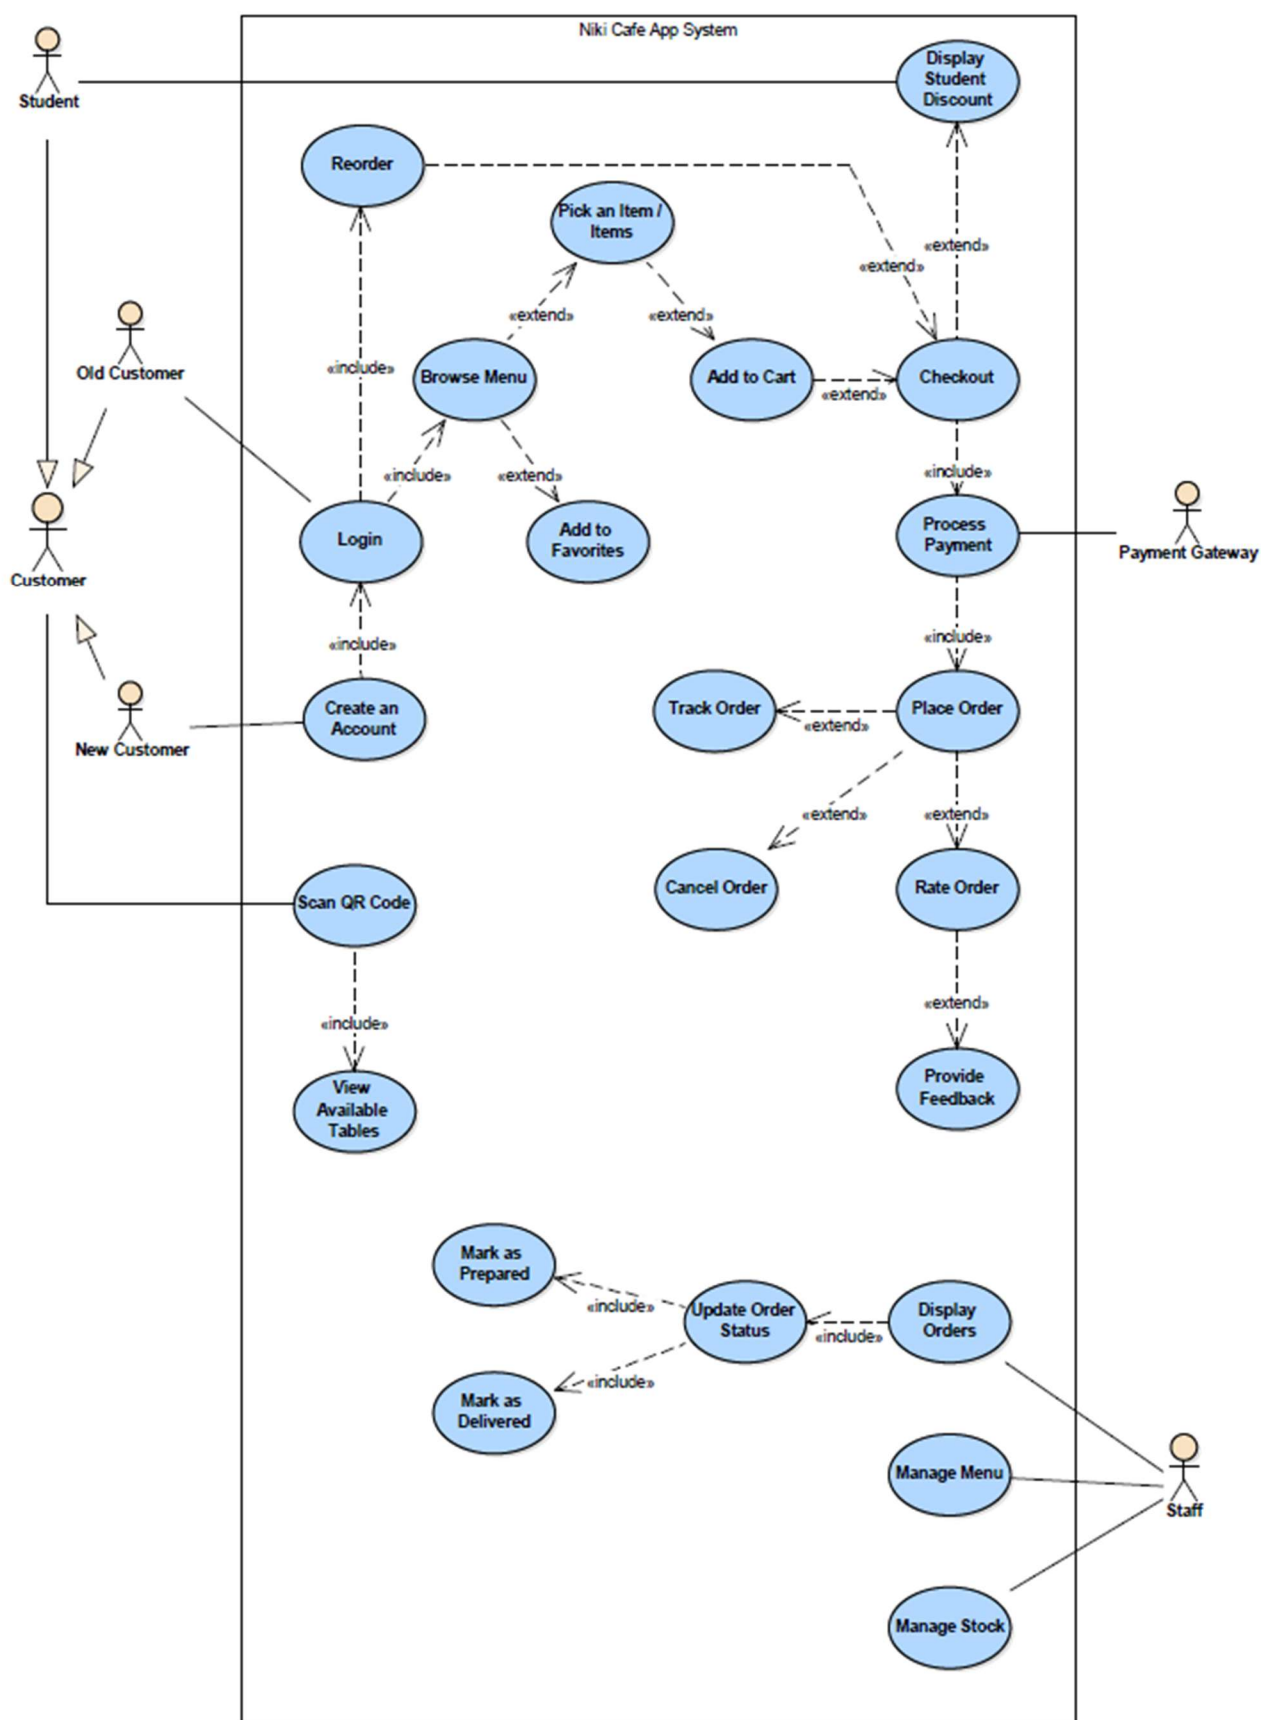 Niki Cafe App System
Student
Display
Student
Discount
Reorder
Pick an Item /
Items
«extend»
«extend»
«extend»
«extend»
Old Customer
«include»
Browse Menu
Add to Cart
«extend»
Checkout
«include»
«extend»
«include»
Customer
Login
Add to
Favorites
Process
Payment
Payment Gateway
«include»
«include»
New Customer
Create an
Account
Track Order
«extend»
Place Order
«extend»
«extend»
Scan QR Code
Cancel Order
Rate Order
«include»
«extend»
View
Available
Tables
Provide
Feedback
Mark as
Prepared
«include»
Update Order
Status
«include»
Display
Orders
«include»
Mark as
Delivered
Manage Menu
Staff
Manage Stock